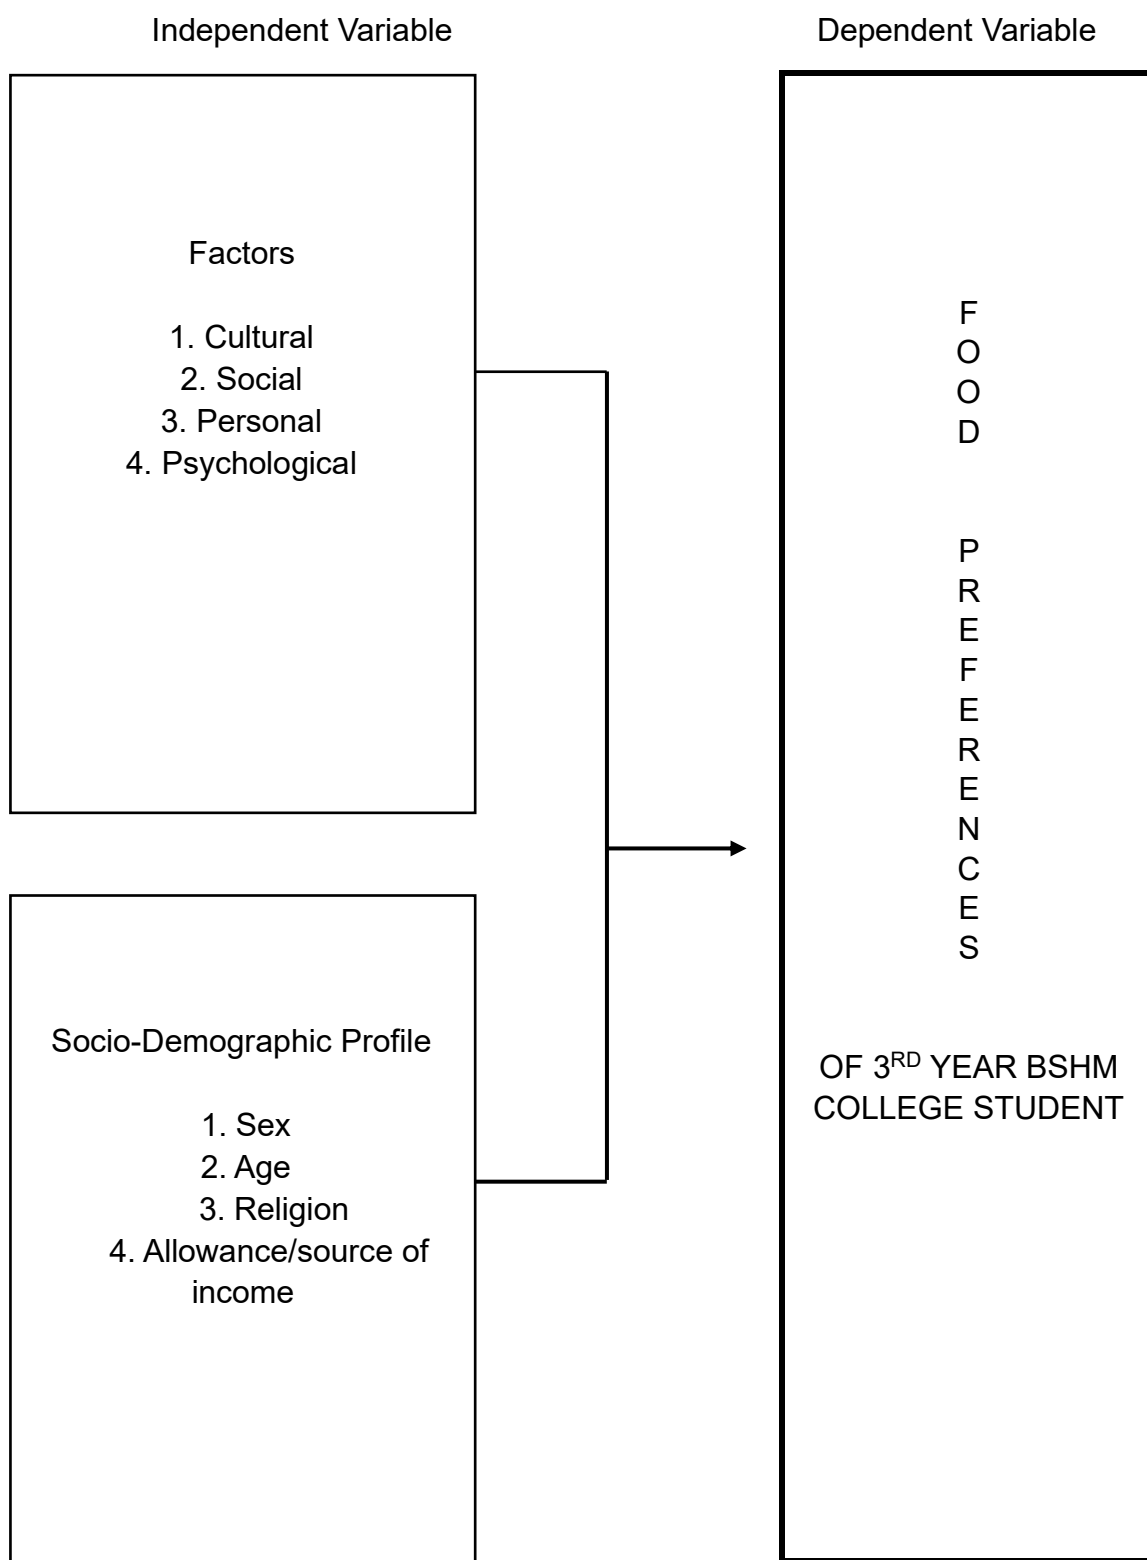 Independent Variable
Dependent Variable
Factors
1. Cultural
2. Social
3. Personal
4. Psychological
Socio-Demographic Profile
1. Sex
2. Age
3. Religion
4. Allowance/source of
income
F
O
O
D
P
R
E
F
E
R
E
N
C
E
S
OF 3RD YEAR BSHM
COLLEGE STUDENT